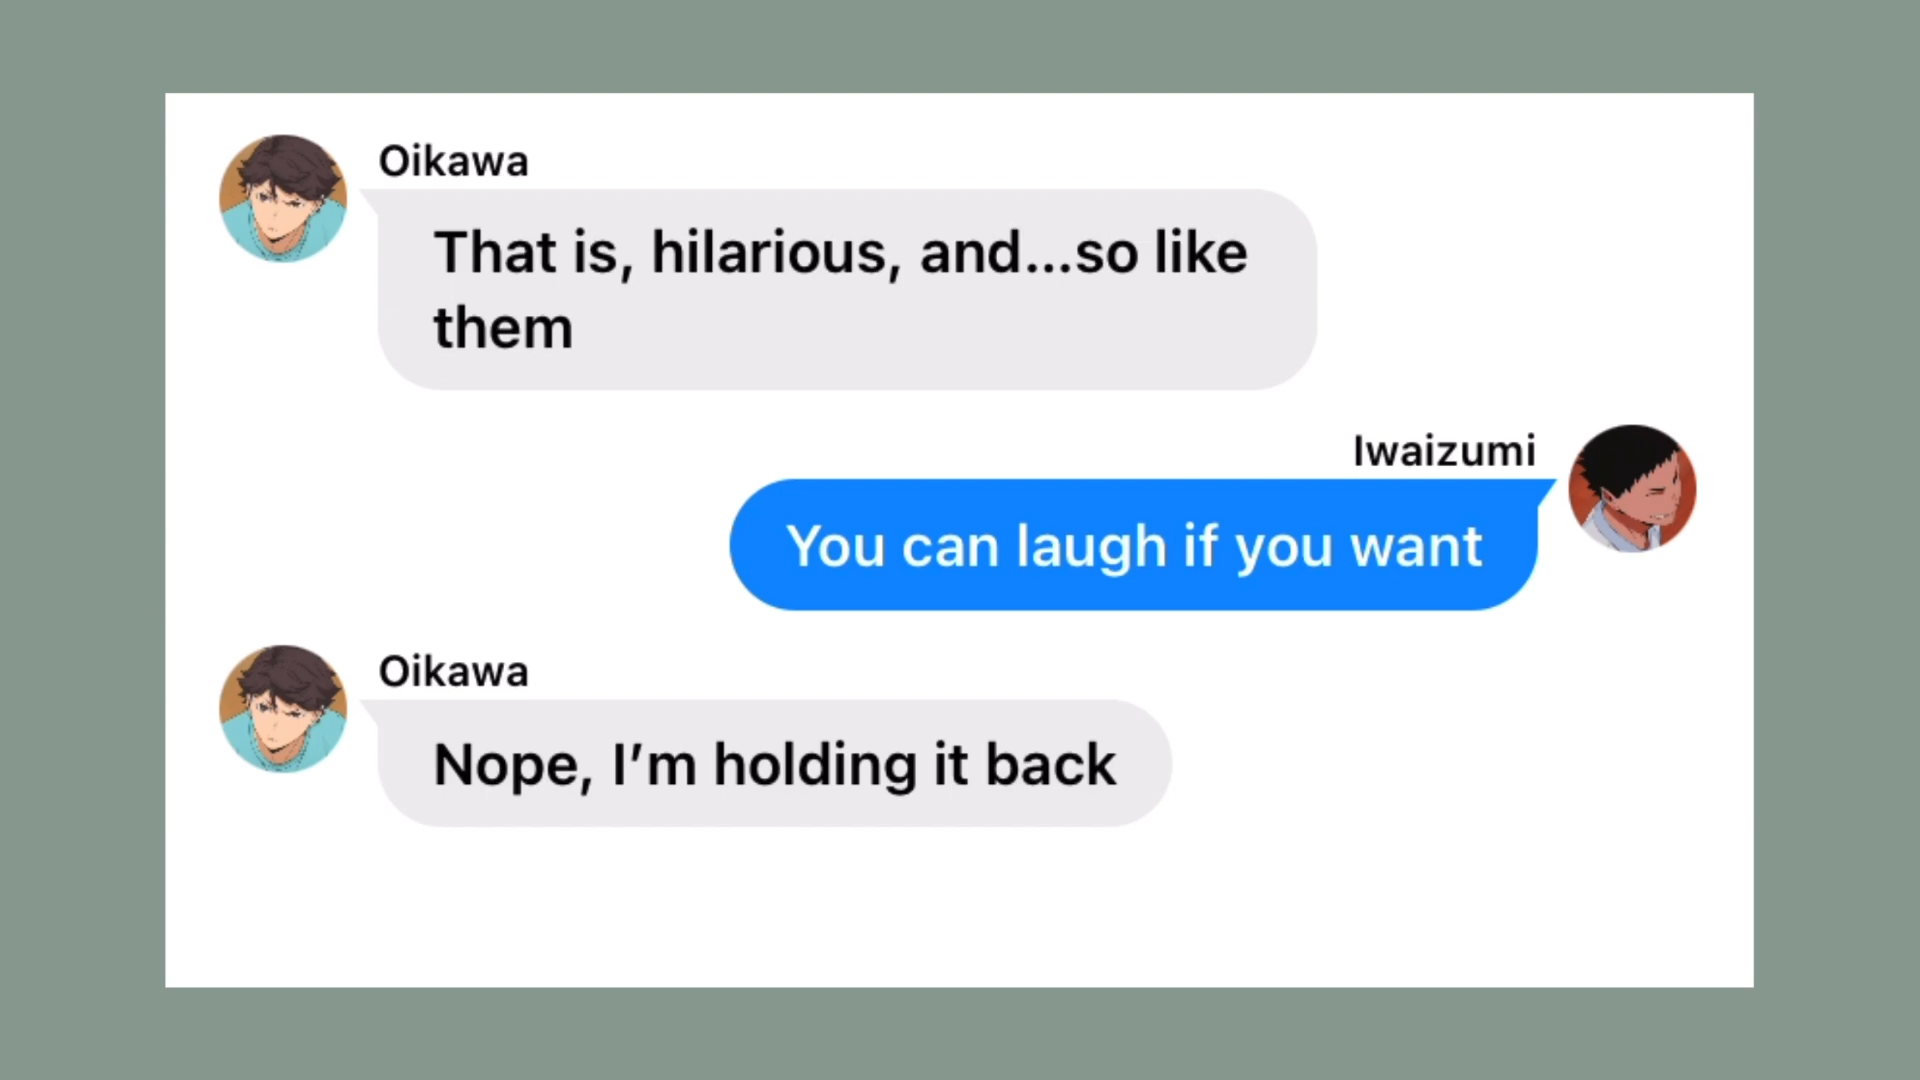 Oikawa
That is, hilarious, and...so like
them
Iwaizumi
You can laugh if you want
Oikawa
Nope, I’m holding it back